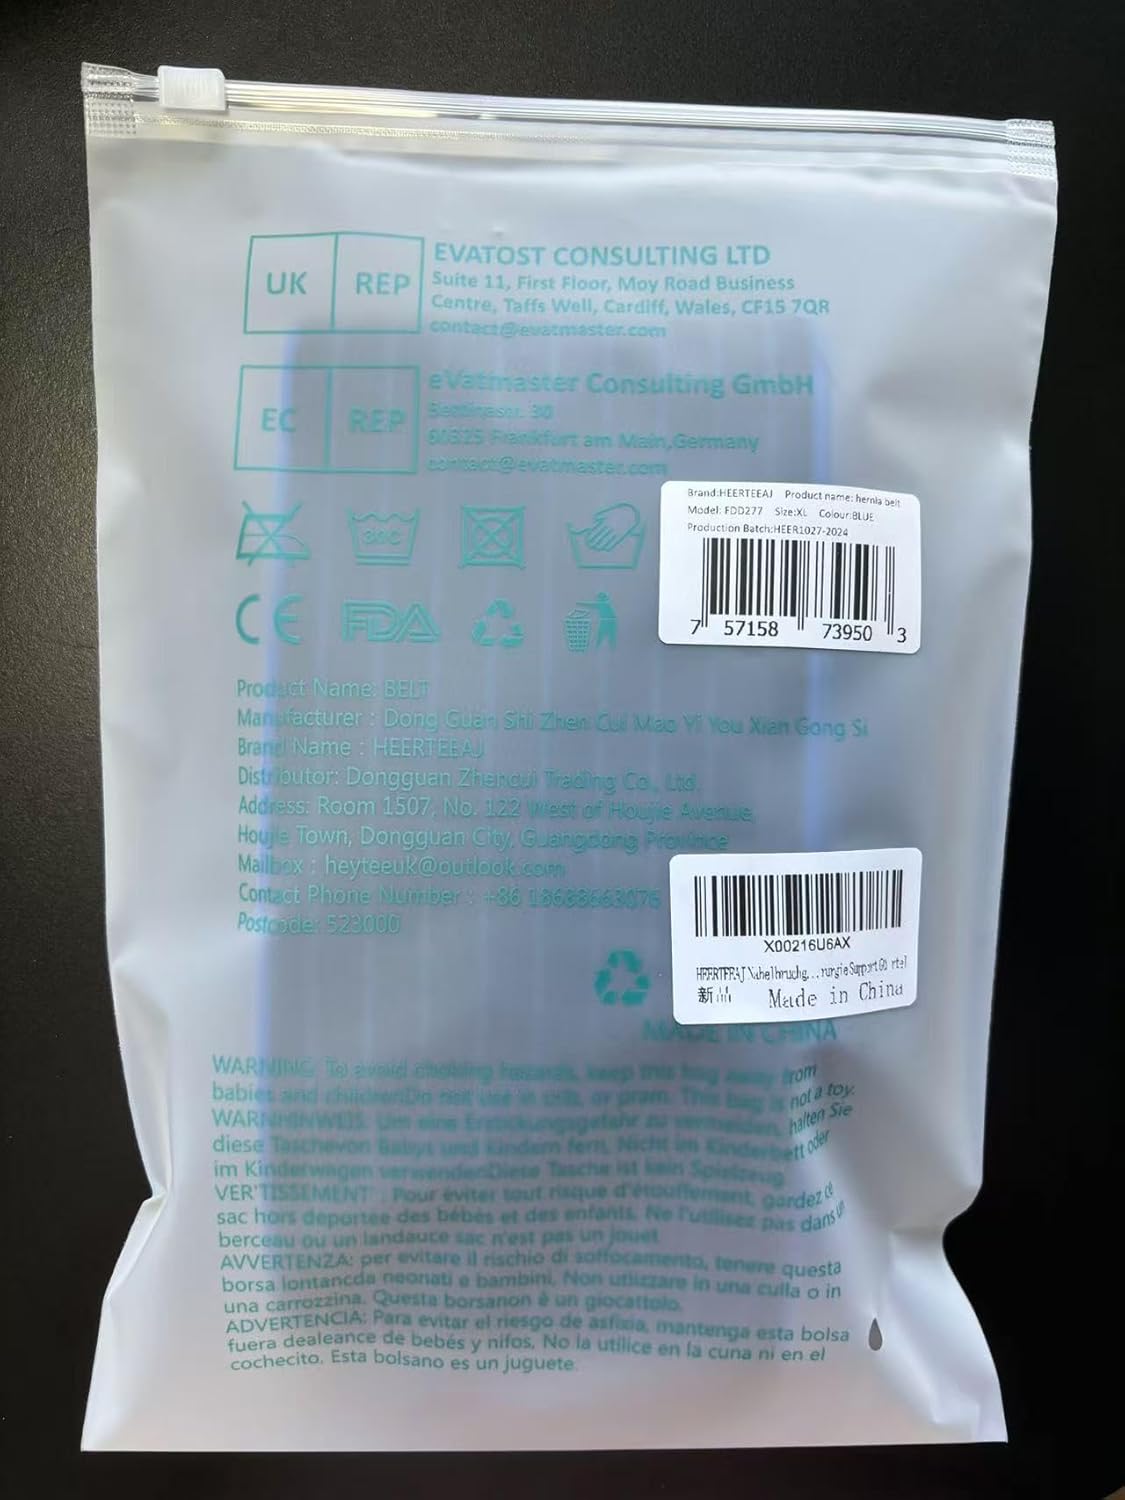 UK REP
EVATOST CONSULTING LTD
Suite 11, First Floor, Moy Road Business
Centre, Taffs Well, Cardiff, Wales, CF15 7QR
contact@evatmaster.com
EC REP
eVatmaster Consulting GmbH
Bettinastr. 30
60325 Frankfurt am Main,Germany
contact@evatmaster.com
30C
CE FDA
Brand:HEERTEEAJ Product name: hernia belt
Model: FDD277 Size:XL Colour:BLUE
Production Batch:HEER1027-2024
7 57158 73950 3
Product Name: BELT
Manufacturer : Dong Guan Shi Zhen Cui Mao Yi You Xian Gong Si
Brand Name : HEERTEEAJ
Distributor: Dongguan Zhencui Trading Co., Ltd.
Address: Room 1507, No. 122 West of Houjie Avenue,
Houjie Town, Dongguan City, Guangdong Province
Mailbox : heyteeuk@outlook.com
Contact Phone Number : +86 18688663076
Postcode: 523000
X00216U6AX
HEERTEEAJ Nabelbruchg... rungie Support Gü rtel
新品 Made in China
MADE IN CHINA
WARNING: To avoid choking hazards, keep this bag away from
babies and childrenDo not use in crib, or pram. This bag is not a toy.
WARNHINWEIS: Um eine Erstickungsgefahr zu vermeiden, halten Sie
diese Taschevon Babys und Kindern fern, Nicht im Kinderbett oder
im Kinderwagen verwendenDiese Tasche ist kein Spielzeug
VER'TISSEMENT : Pour éviter tout risque d'étouffement, gardez ce
sac hors deportee des bébés et des enfants. Ne l'utilisez pas dans un
berceau ou un landauce sac n'est pas un jouet
AVVERTENZA: per evitare il rischio di soffocamento, tenere questa
borsa lontancda neonati e bambini. Non utilizzare in una culla o in
una carrozzina. Questa borsanon è un giocattolo.
ADVERTENCIA: Para evitar el riesgo de asfixia, mantenga esta bolsa
fuera dealeance de bebés y nifos. No la utilice en la cuna ni en el
cochecito. Esta bolsano es un juguete.